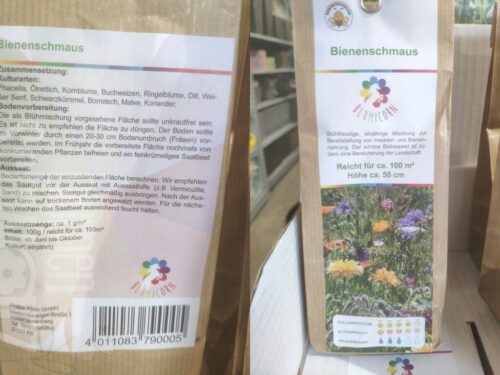 Bienenschmaus
Zusammensetzung:
Kulturarten:
Phacelia, Ölrettich, Kornblume, Buchweizen, Ringelblume, Dill, Wei-
ßer Senf, Schwarzkümmel, Borretsch, Malve, Koriander.
Bodenvorbereitung:
Die als Blühmischung vorgesehene Fläche sollte unkrautfrei sein.
Es ist nicht zu empfehlen die Fläche zu düngen. Der Boden sollte
im Vorwinter durch einen 20-30 cm Bodenumbruch (Fräsen) vor-
bereitet werden. Im Frühjahr die vorbereitete Fläche nochmals von
konkurrierenden Pflanzen befreien und ein feinkrümeliges Saatbeet
vorbereiten.
Aussaat:
Bedarfsmenge der einzusäenden Fläche berechnen. Wir empfehlen
das Saatgut vor der Aussaat mit Aussaathilfe (z.B. Vermiculite,
Sand) zu mischen. Saatgut gleichmäßig ausbringen. Nach der Aus-
saat kann auf trockenem Boden angewalzt werden. Für die nächs-
ten Wochen das Saatbeet ausreichend feucht halten.
Aussaatmenge: ca. 1 g/m²
Inhalt: 100g / reicht für ca. 100m²
Blüte: ab Juni bis Oktober
Kultur: einjährig
BLUMICORN
4 011083 790005
Bienenschmaus
BLUMICORN
Blühfreudige, einjährige Mischung zur
Bereitstellung von Insekten- und Bienen-
nahrung. Der schöne Blühaspekt ist zu-
dem eine Bereicherung der Landschaft.
Reicht für ca. 100 m²
Höhe ca. 50 cm
POLLENSPEKTRUM
BLÜTENPRACHT
PFLEGEBEDARF